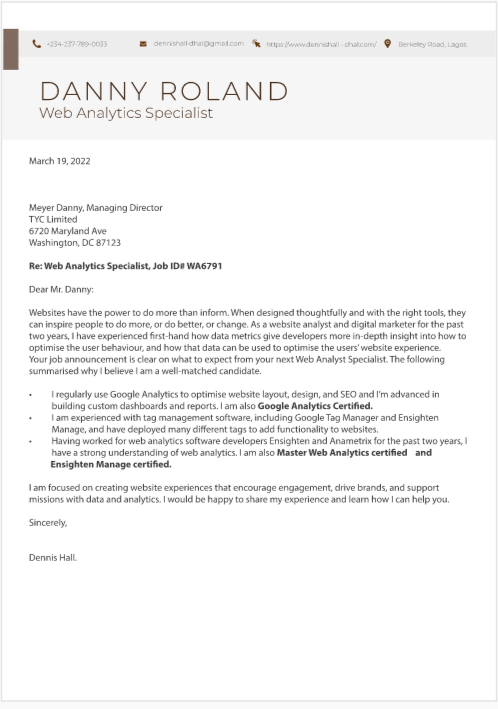 +234-237-789-0033 dennishall-dhal@gmail.com https://www.dennishall - dhal.com/ Berkeley Road, Lagos
DANNY ROLAND
Web Analytics Specialist
March 19, 2022
Meyer Danny, Managing Director
TYC Limited
6720 Maryland Ave
Washington, DC 87123
Re: Web Analytics Specialist, Job ID# WA6791
Dear Mr. Danny:
Websites have the power to do more than inform. When designed thoughtfully and with the right tools, they
can inspire people to do more, or do better, or change. As a website analyst and digital marketer for the past
two years, I have experienced first-hand how data metrics give developers more in-depth insight into how to
optimise the user behaviour, and how that data can be used to optimise the users' website experience.
Your job announcement is clear on what to expect from your next Web Analyst Specialist. The following
summarised why I believe I am a well-matched candidate.
• I regularly use Google Analytics to optimise website layout, design, and SEO and I'm advanced in
building custom dashboards and reports. I am also Google Analytics Certified.
• I am experienced with tag management software, including Google Tag Manager and Ensighten
Manage, and have deployed many different tags to add functionality to websites.
• Having worked for web analytics software developers Ensighten and Anametrix for the past two years, I
have a strong understanding of web analytics. I am also Master Web Analytics certified and
Ensighten Manage certified.
I am focused on creating website experiences that encourage engagement, drive brands, and support
missions with data and analytics. I would be happy to share my experience and learn how I can help you.
Sincerely,
Dennis Hall.